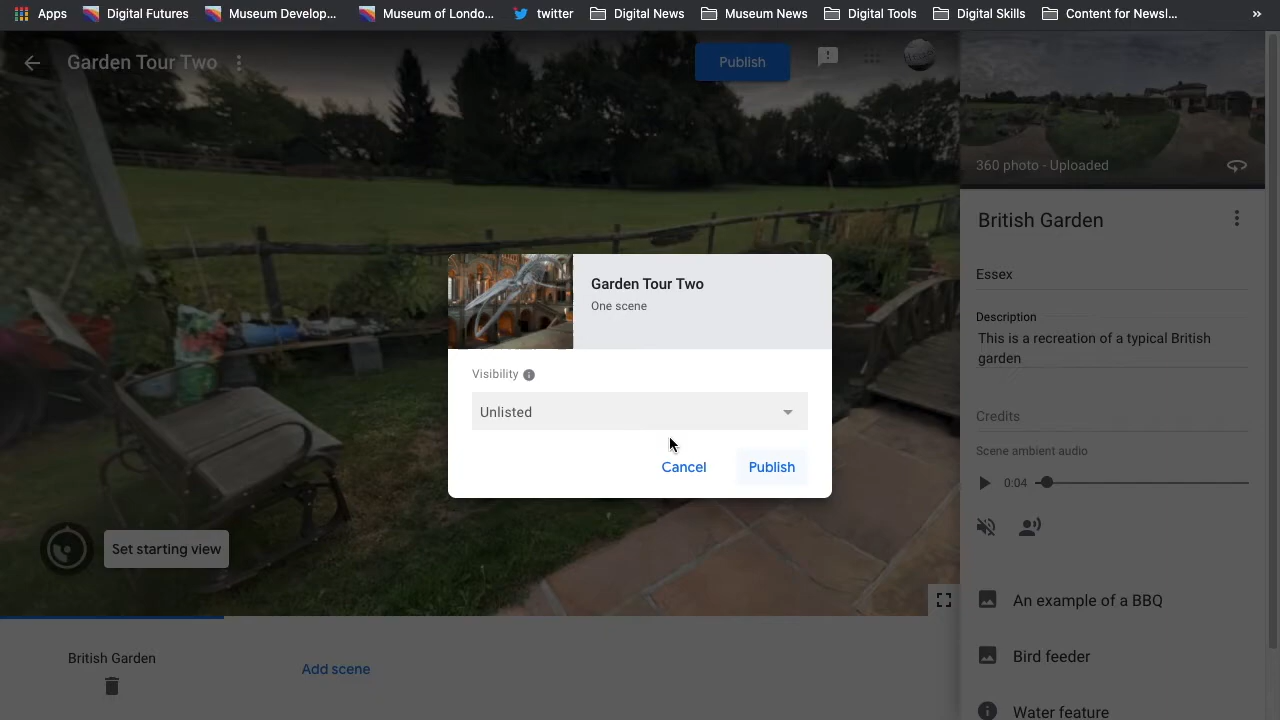 Apps
Digital Futures
Museum Develop...
Museum of Londo...
twitter
Digital News
Museum News
Digital Tools
Digital Skills
Content for Newsl...
»
Garden Tour Two
Publish
360 photo - Uploaded
British Garden
Essex
Description
This is a recreation of a typical British
garden
Credits
Scene ambient audio
0:04
An example of a BBQ
Bird feeder
Water feature
Garden Tour Two
One scene
Visibility
Unlisted
Cancel
Publish
Set starting view
British Garden
Add scene